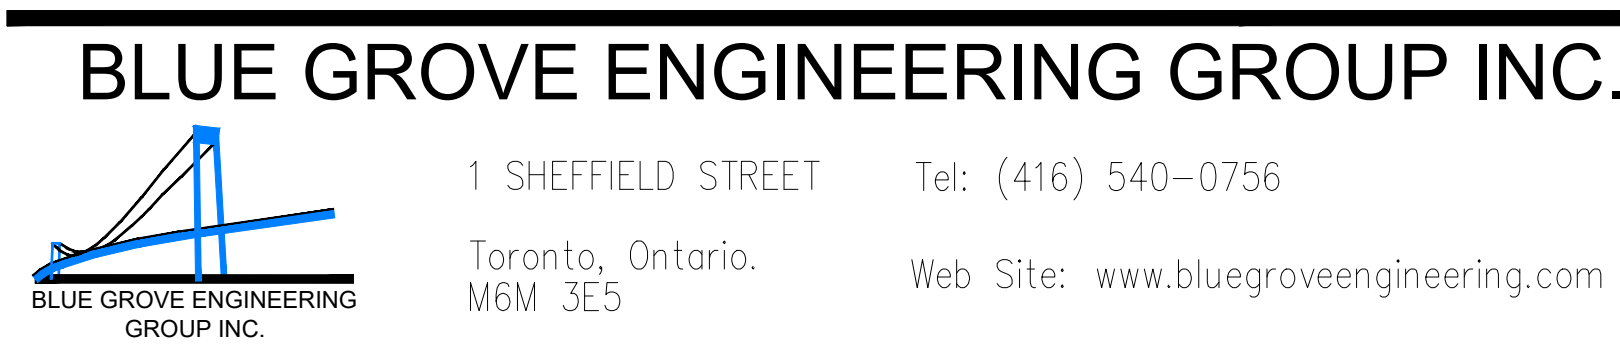 BLUE GROVE ENGINEERING GROUP INC.
1 SHEFFIELD STREET
Toronto, Ontario.
M6M 3E5
Tel: (416) 540-0756
Web Site: www.bluegroveengineering.com
BLUE GROVE ENGINEERING
GROUP INC.